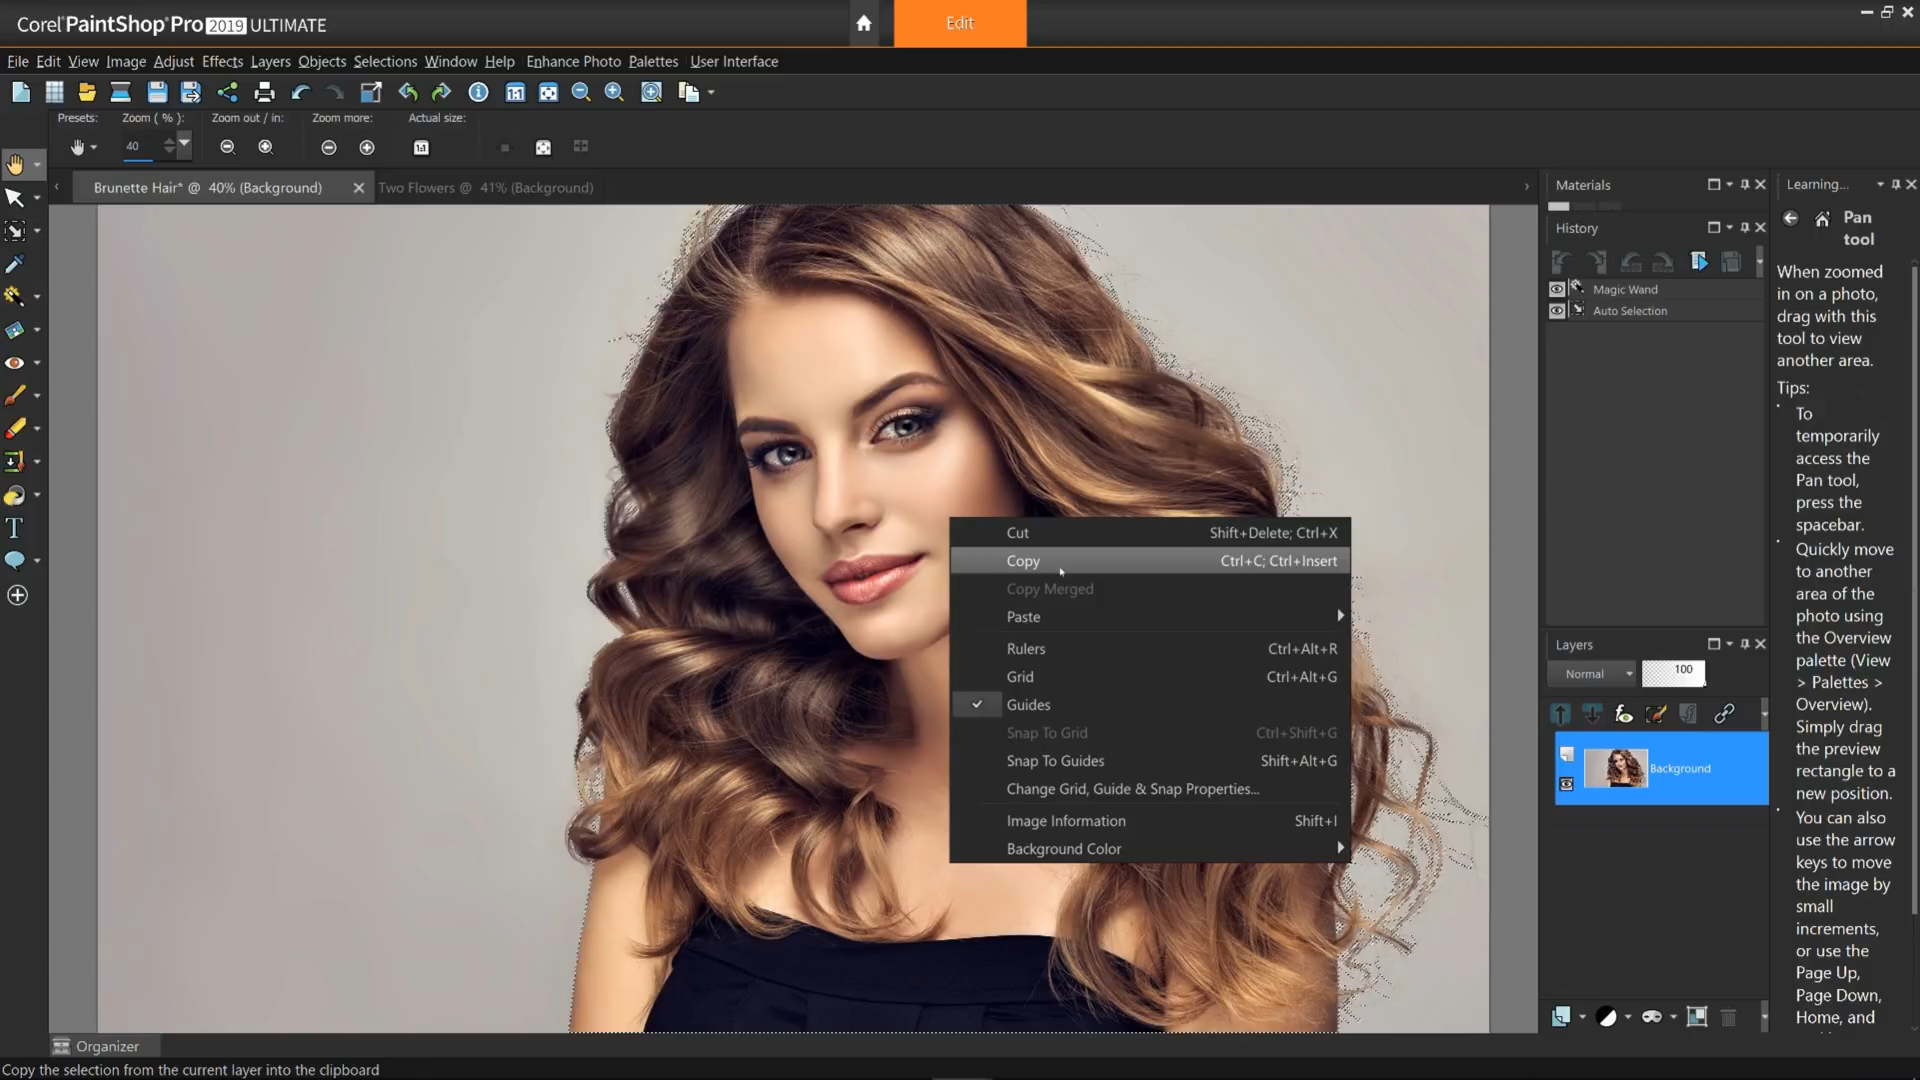 Corel PaintShop Pro 2019 ULTIMATE
Edit
File Edit View Image Adjust Effects Layers Objects Selections Window Help Enhance Photo Palettes User Interface
Presets: Zoom ( % ): Zoom out / in: Zoom more: Actual size:
40
Brunette Hair* @ 40% (Background)
Two Flowers @ 41% (Background)
Cut Shift+Delete; Ctrl+X
Copy Ctrl+C; Ctrl+Insert
Copy Merged
Paste
Rulers Ctrl+Alt+R
Grid Ctrl+Alt+G
Guides
Snap To Grid Ctrl+Shift+G
Snap To Guides Shift+Alt+G
Change Grid, Guide & Snap Properties...
Image Information Shift+I
Background Color
Materials
History
Magic Wand
Auto Selection
Layers
Normal
100
Background
Learning...
Pan
tool
When zoomed
in on a photo,
drag with this
tool to view
another area.
Tips:
To
temporarily
access the
Pan tool,
press the
spacebar.
Quickly move
to another
area of the
photo using
the Overview
palette (View
> Palettes >
Overview).
Simply drag
the preview
rectangle to a
new position.
You can also
use the arrow
keys to move
the image by
small
increments,
or use the
Page Up,
Page Down,
Home, and
Organizer
Copy the selection from the current layer into the clipboard